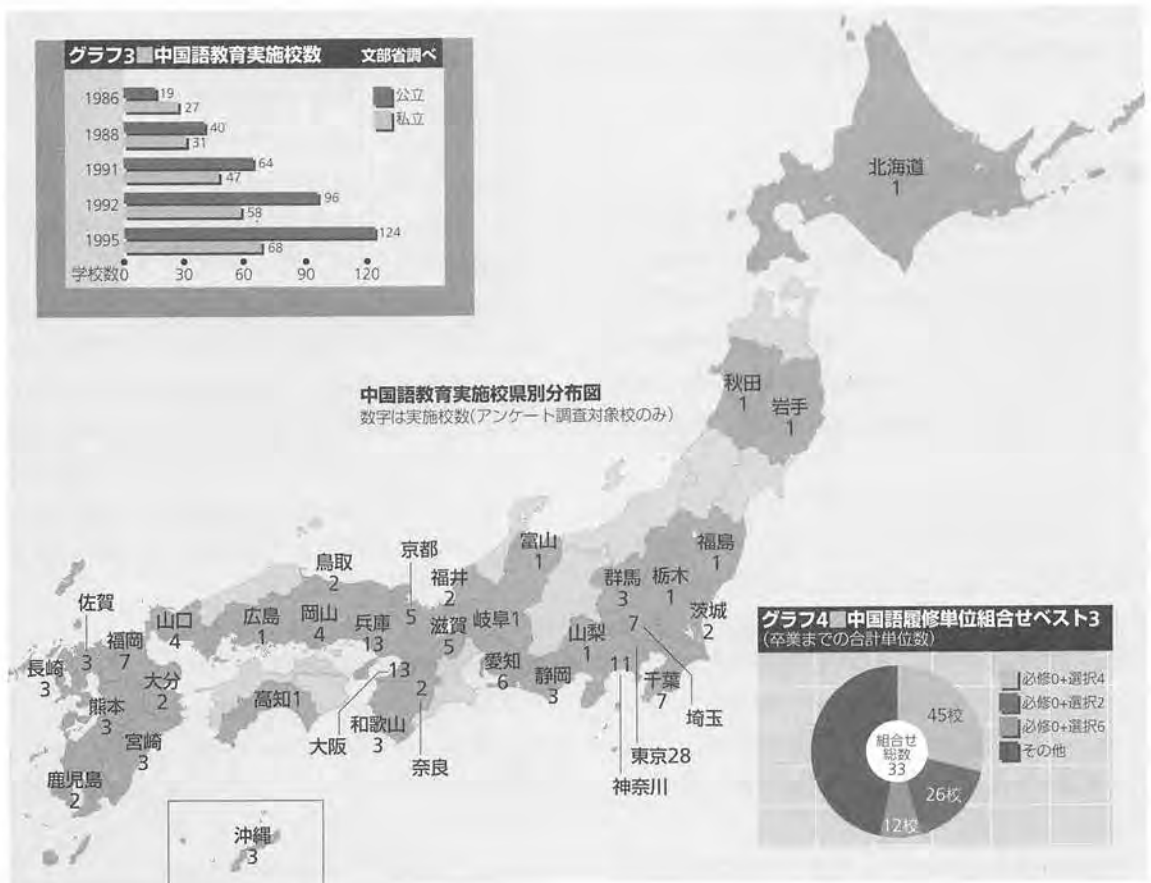 グラフ3■中国語教育実施校数 文部省調べ
公立
私立
1986 19
27
1988 40
31
1991 64
47
1992 96
58
1995 124
68
学校数 0 30 60 90 120
北海道
1
秋田
1
岩手
1
中国語教育実施校県別分布図
数字は実施校数(アンケート調査対象校のみ)
富山
1
福島
1
群馬
3
栃木
1
茨城
2
鳥取
2
京都
5
福井
2
岐阜1
滋賀
5
佐賀
3
山口
4
広島
1
岡山
4
兵庫
13
福岡
7
長崎
3
大分
2
熊本
3
宮崎
3
鹿児島
2
高知1
大阪
13
和歌山
3
奈良
2
愛知
6
静岡
3
山梨
1
埼玉
7
東京28
神奈川
11
千葉
7
沖縄
3
グラフ4■中国語履修単位組合せベスト3
(卒業までの合計単位数)
必修0+選択4
必修0+選択2
必修0+選択6
その他
45校
26校
12校
組合せ
総数
33